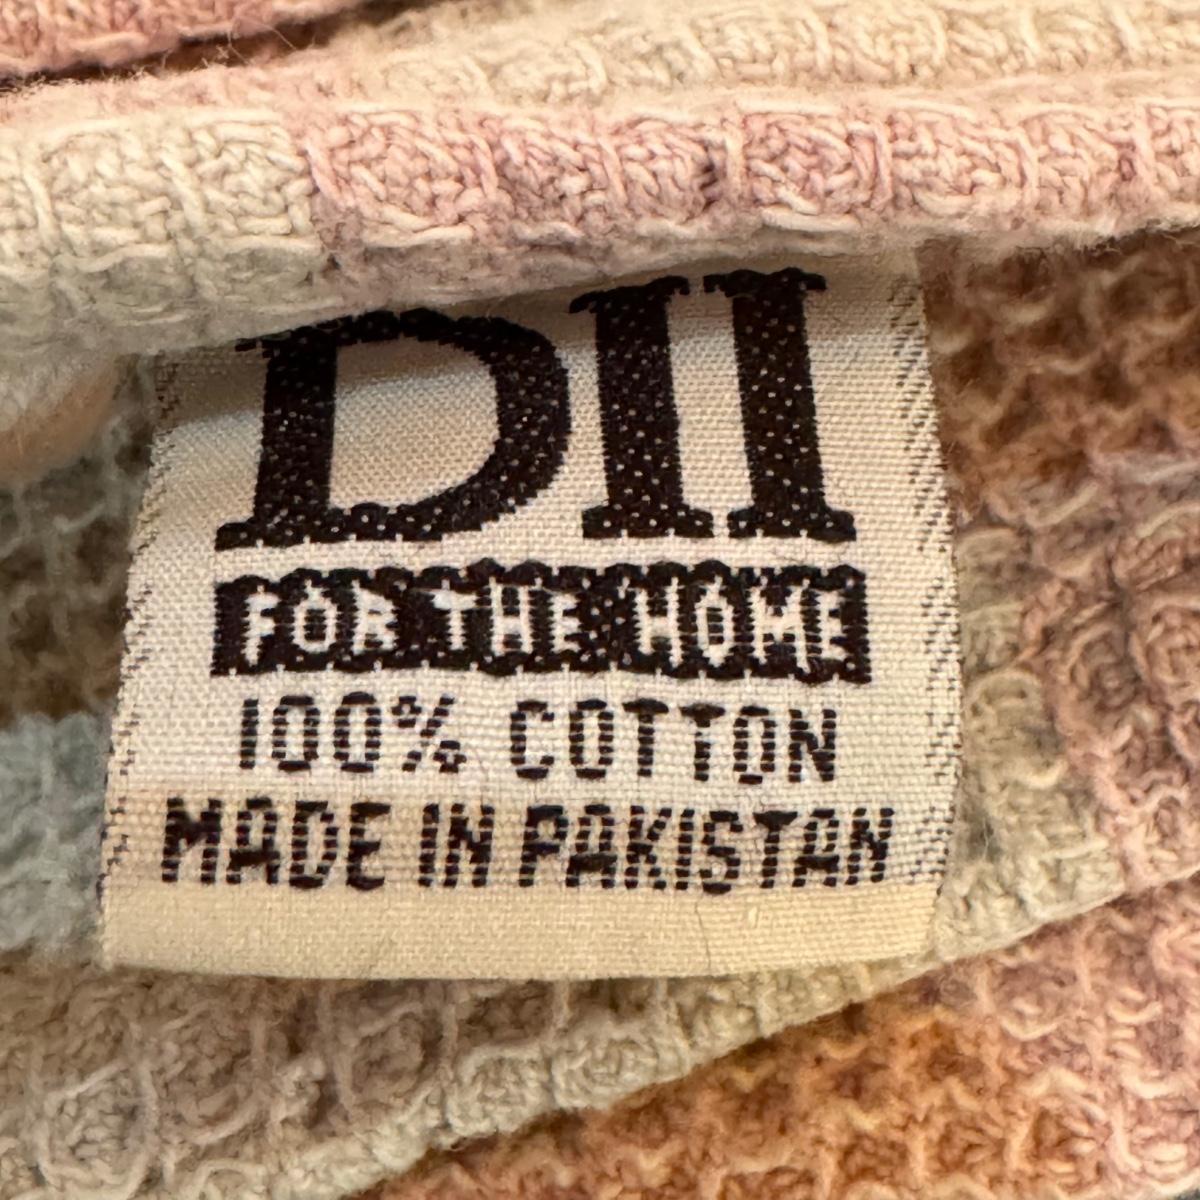 DII
FOR THE HOME
100% COTTON
MADE IN PAKISTAN